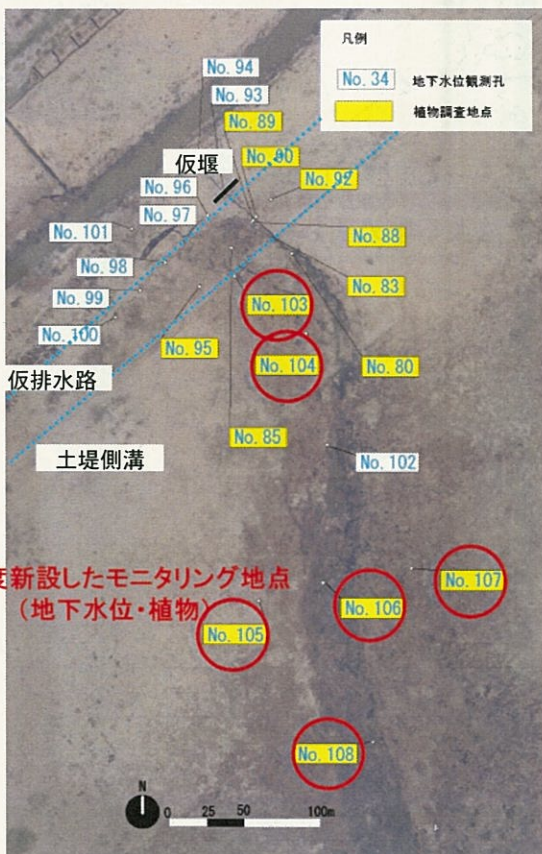 凡例
No. 34 地下水位観測孔
植物調査地点
No. 94
No. 93
No. 89
仮堰
No. 90
No. 96
No. 92
No. 97
No. 101
No. 88
No. 98
No. 83
No. 99
No. 103
No. 100
No. 95
No. 104
No. 80
仮排水路
No. 85
土堤側溝
No. 102
度新設したモニタリング地点
(地下水位・植物)
No. 107
No. 106
No. 105
No. 108
N
0 25 50 100m